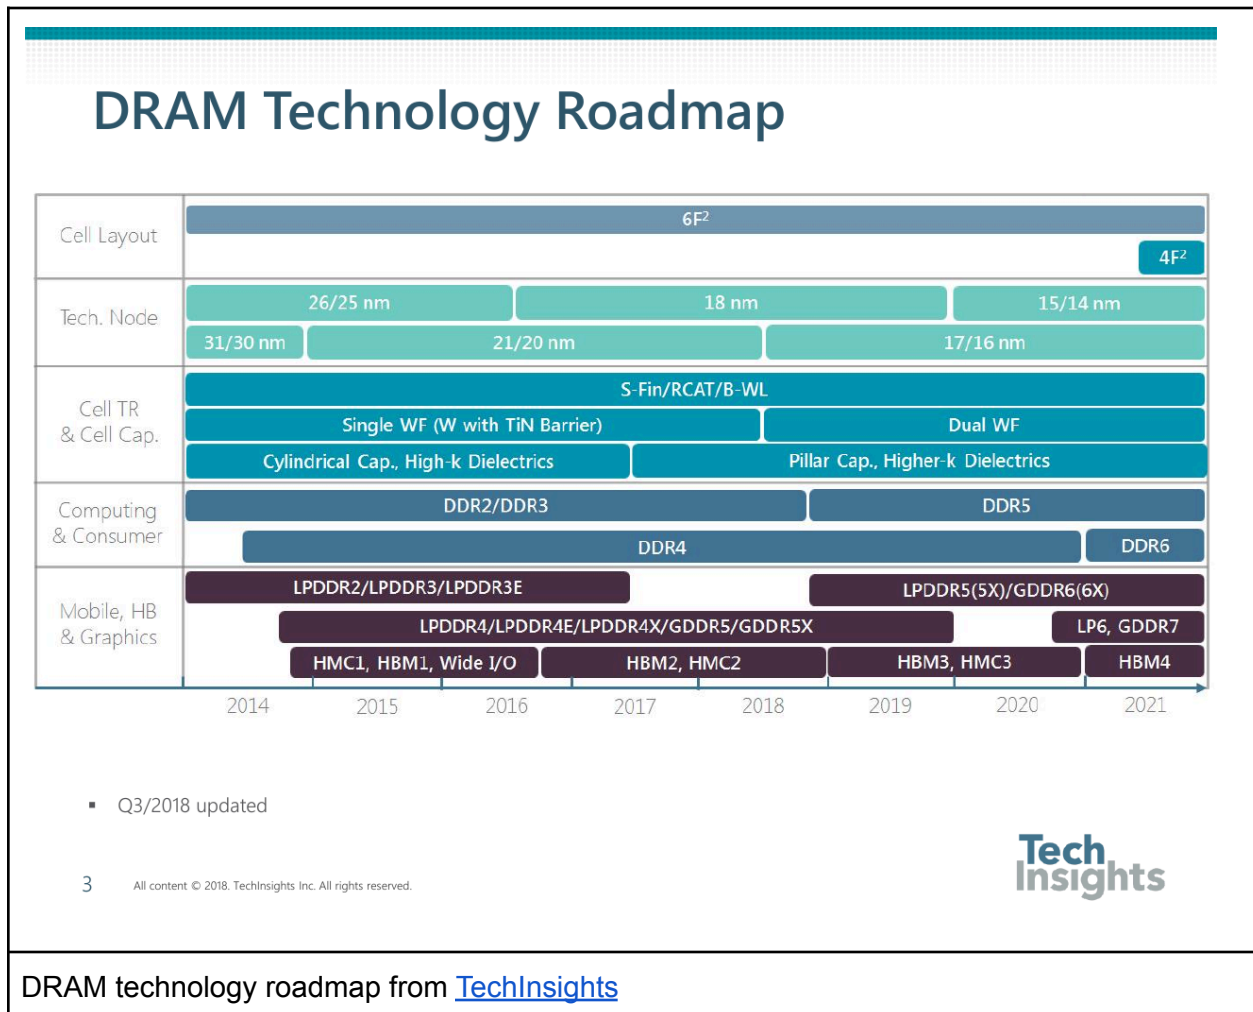 DRAM Technology Roadmap
Cell Layout
6F²
4F²
Tech. Node
26/25 nm
18 nm
15/14 nm
31/30 nm
21/20 nm
17/16 nm
Cell TR
& Cell Cap.
S-Fin/RCAT/B-WL
Single WF (W with TiN Barrier)
Dual WF
Cylindrical Cap., High-k Dielectrics
Pillar Cap., Higher-k Dielectrics
Computing
& Consumer
DDR2/DDR3
DDR5
DDR4
DDR6
Mobile, HB
& Graphics
LPDDR2/LPDDR3/LPDDR3E
LPDDR5(5X)/GDDR6(6X)
LPDDR4/LPDDR4E/LPDDR4X/GDDR5/GDDR5X
LP6, GDDR7
HMC1, HBM1, Wide I/O
HBM2, HMC2
HBM3, HMC3
HBM4
2014 2015 2016 2017 2018 2019 2020 2021
▪ Q3/2018 updated
3 All content © 2018. TechInsights Inc. All rights reserved.
Tech
Insights
DRAM technology roadmap from TechInsights